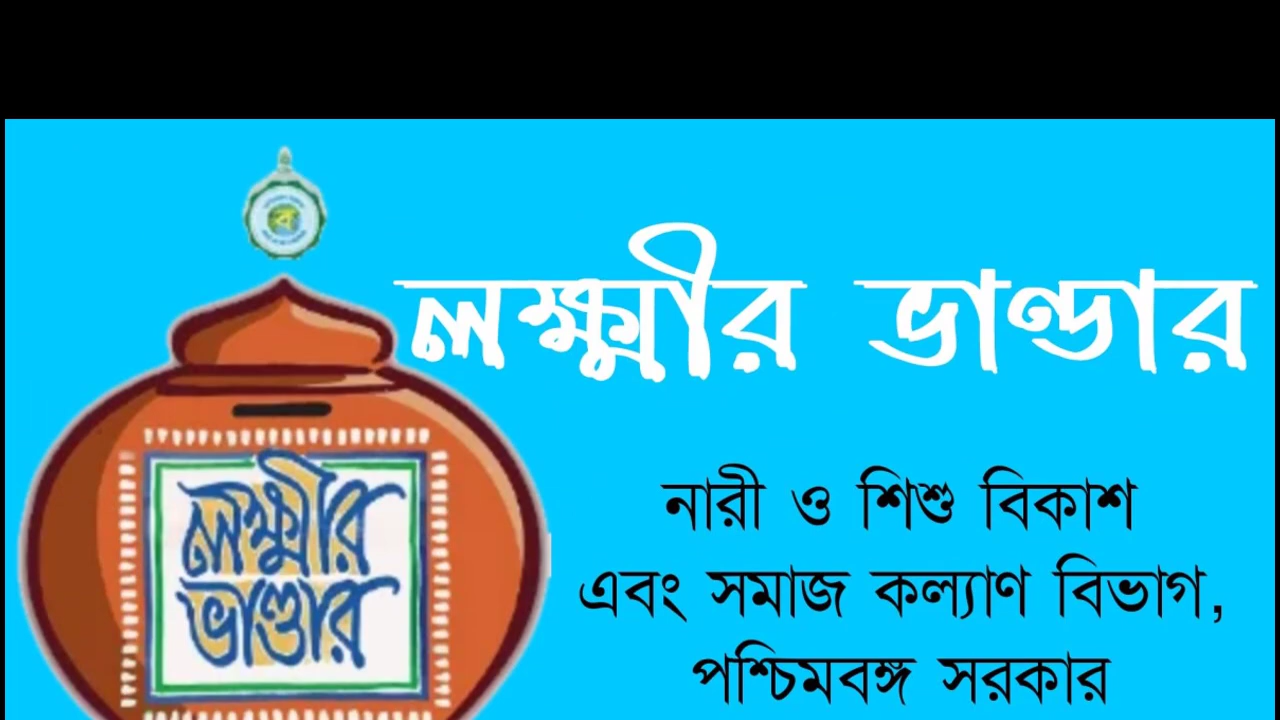 লক্ষ্মীর ভাণ্ডার
লক্ষ্মীর
ভাণ্ডার
নারী ও শিশু বিকাশ
এবং সমাজ কল্যাণ বিভাগ,
পশ্চিমবঙ্গ সরকার